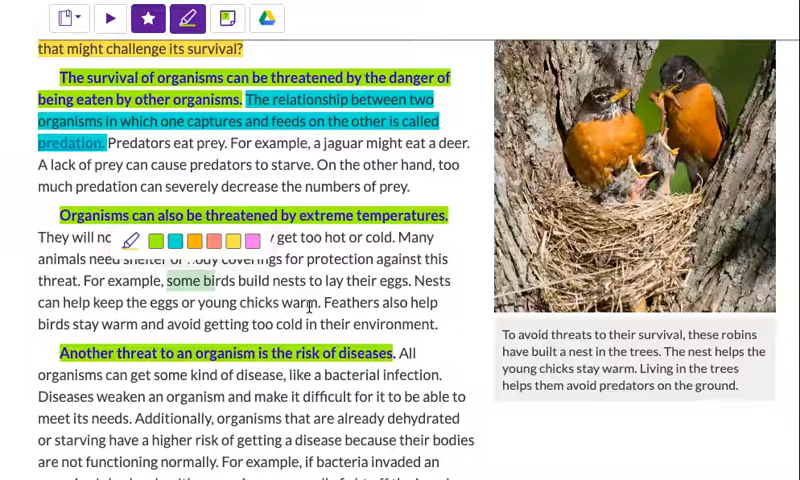 that might challenge its survival?
The survival of organisms can be threatened by the danger of
being eaten by other organisms. The relationship between two
organisms in which one captures and feeds on the other is called
predation. Predators eat prey. For example, a jaguar might eat a deer.
A lack of prey can cause predators to starve. On the other hand, too
much predation can severely decrease the numbers of prey.
Organisms can also be threatened by extreme temperatures.
They will get too hot or cold. Many
animals need shelter or body coverings for protection against this
threat. For example, some birds build nests to lay their eggs. Nests
can help keep the eggs or young chicks warm. Feathers also help
birds stay warm and avoid getting too cold in their environment.
Another threat to an organism is the risk of diseases. All
organisms can get some kind of disease, like a bacterial infection.
Diseases weaken an organism and make it difficult for it to be able to
meet its needs. Additionally, organisms that are already dehydrated
or starving have a higher risk of getting a disease because their bodies
are not functioning normally. For example, if bacteria invaded an
To avoid threats to their survival, these robins
have built a nest in the trees. The nest helps the
young chicks stay warm. Living in the trees
helps them avoid predators on the ground.